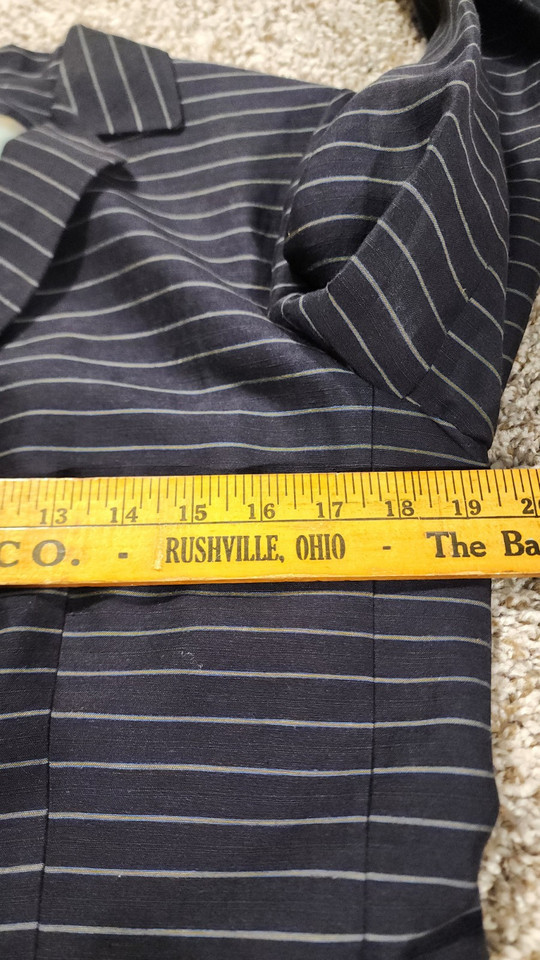 13 14 15 16 17 18 19
CO. - RUSHVILLE, OHIO - The Ba